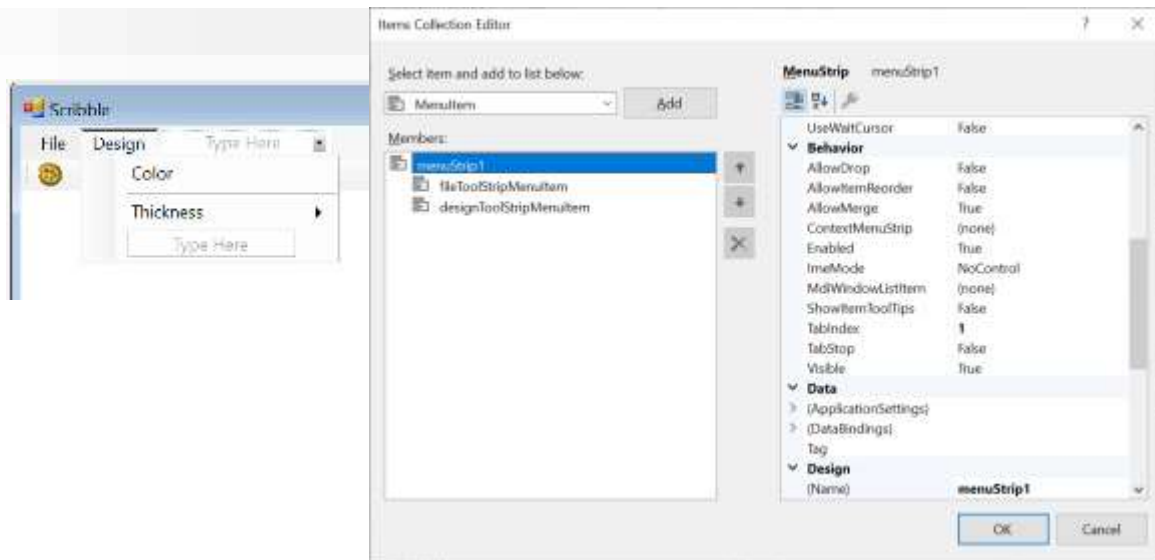 Scribble
File Design Type Here
Color
Thickness
Type Here
Items Collection Editor
Select item and add to list below:
MenuItem Add
Members:
menuStrip1
fileToolStripMenuItem
designToolStripMenuItem
MenuStrip menuStrip1
UseWaitCursor False
Behavior
AllowDrop False
AllowItemReorder False
AllowMerge True
ContextMenuStrip (none)
Enabled True
ImeMode NoControl
MdiWindowListItem (none)
ShowItemToolTips False
TabIndex 1
TabStop False
Visible True
Data
(ApplicationSettings)
(DataBindings)
Tag
Design
(Name) menuStrip1
OK Cancel